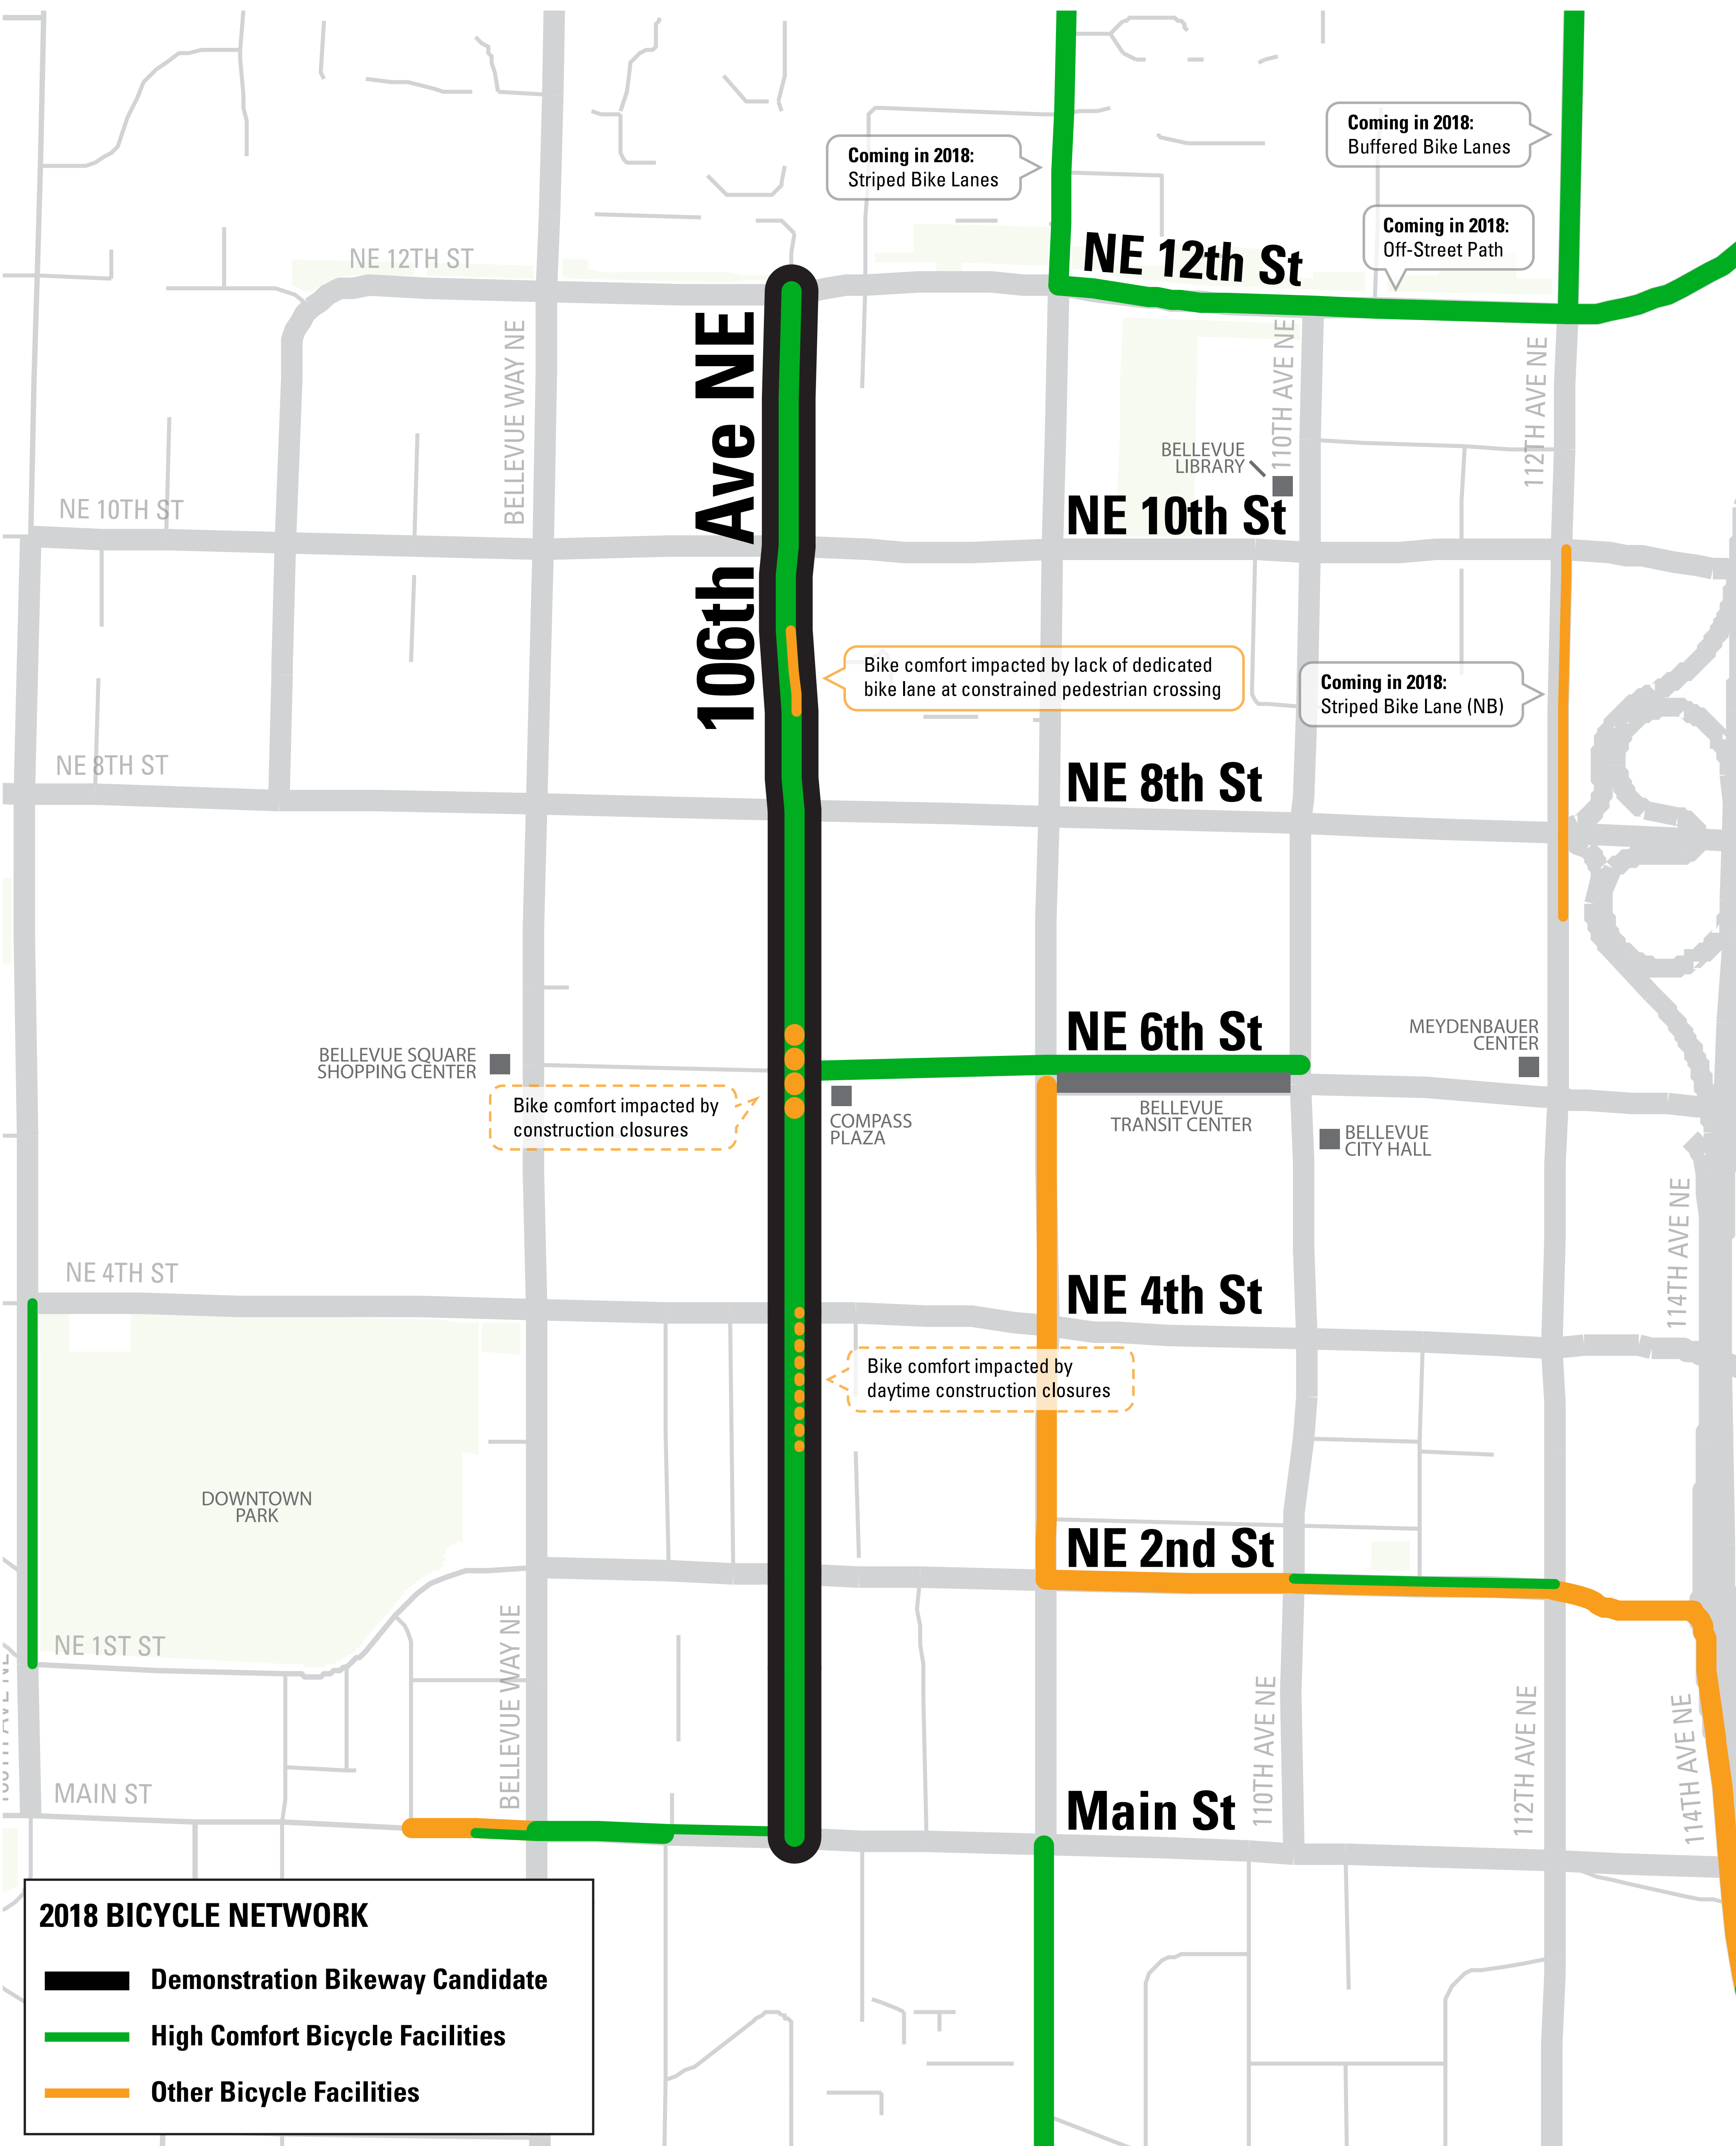 Coming in 2018:
Striped Bike Lanes
Coming in 2018:
Buffered Bike Lanes
Coming in 2018:
Off-Street Path
NE 12TH ST
NE 12th St
BELLEVUE WAY NE
106th Ave NE
110TH AVE NE
112TH AVE NE
BELLEVUE
LIBRARY
NE 10TH ST
NE 10th St
Bike comfort impacted by lack of dedicated
bike lane at constrained pedestrian crossing
Coming in 2018:
Striped Bike Lane (NB)
NE 8TH ST
NE 8th St
NE 6th St
MEYDENBAUER
CENTER
BELLEVUE SQUARE
SHOPPING CENTER
Bike comfort impacted by
construction closures
COMPASS
PLAZA
BELLEVUE
TRANSIT CENTER
BELLEVUE
CITY HALL
114TH AVE NE
NE 4TH ST
NE 4th St
Bike comfort impacted by
daytime construction closures
DOWNTOWN
PARK
NE 2nd St
NE 1ST ST
BELLEVUE WAY NE
110TH AVE NE
112TH AVE NE
114TH AVE NE
MAIN ST
Main St
2018 BICYCLE NETWORK
Demonstration Bikeway Candidate
High Comfort Bicycle Facilities
Other Bicycle Facilities